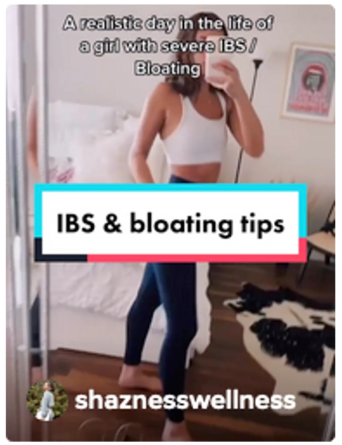 A realistic day in the life of
a girl with severe IBS /
Bloating
IBS & bloating tips
shaznesswellness